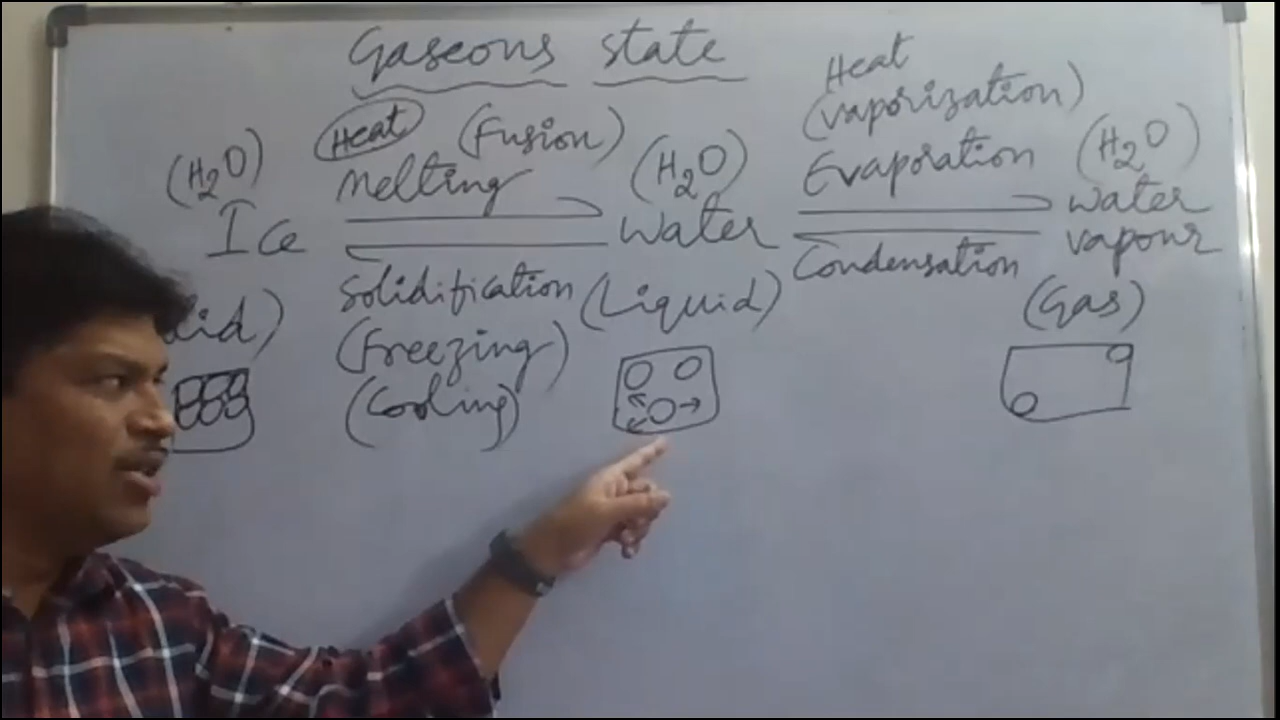 Gaseous state
Heat
(vaporization)
(Heat) (Fusion)
(H2O) melting (H2O) Evaporation (H2O)
Ice Water water
vapour
Solidification Condensation
lid) (Freezing) (Liquid) (Gas)
(Cooling)